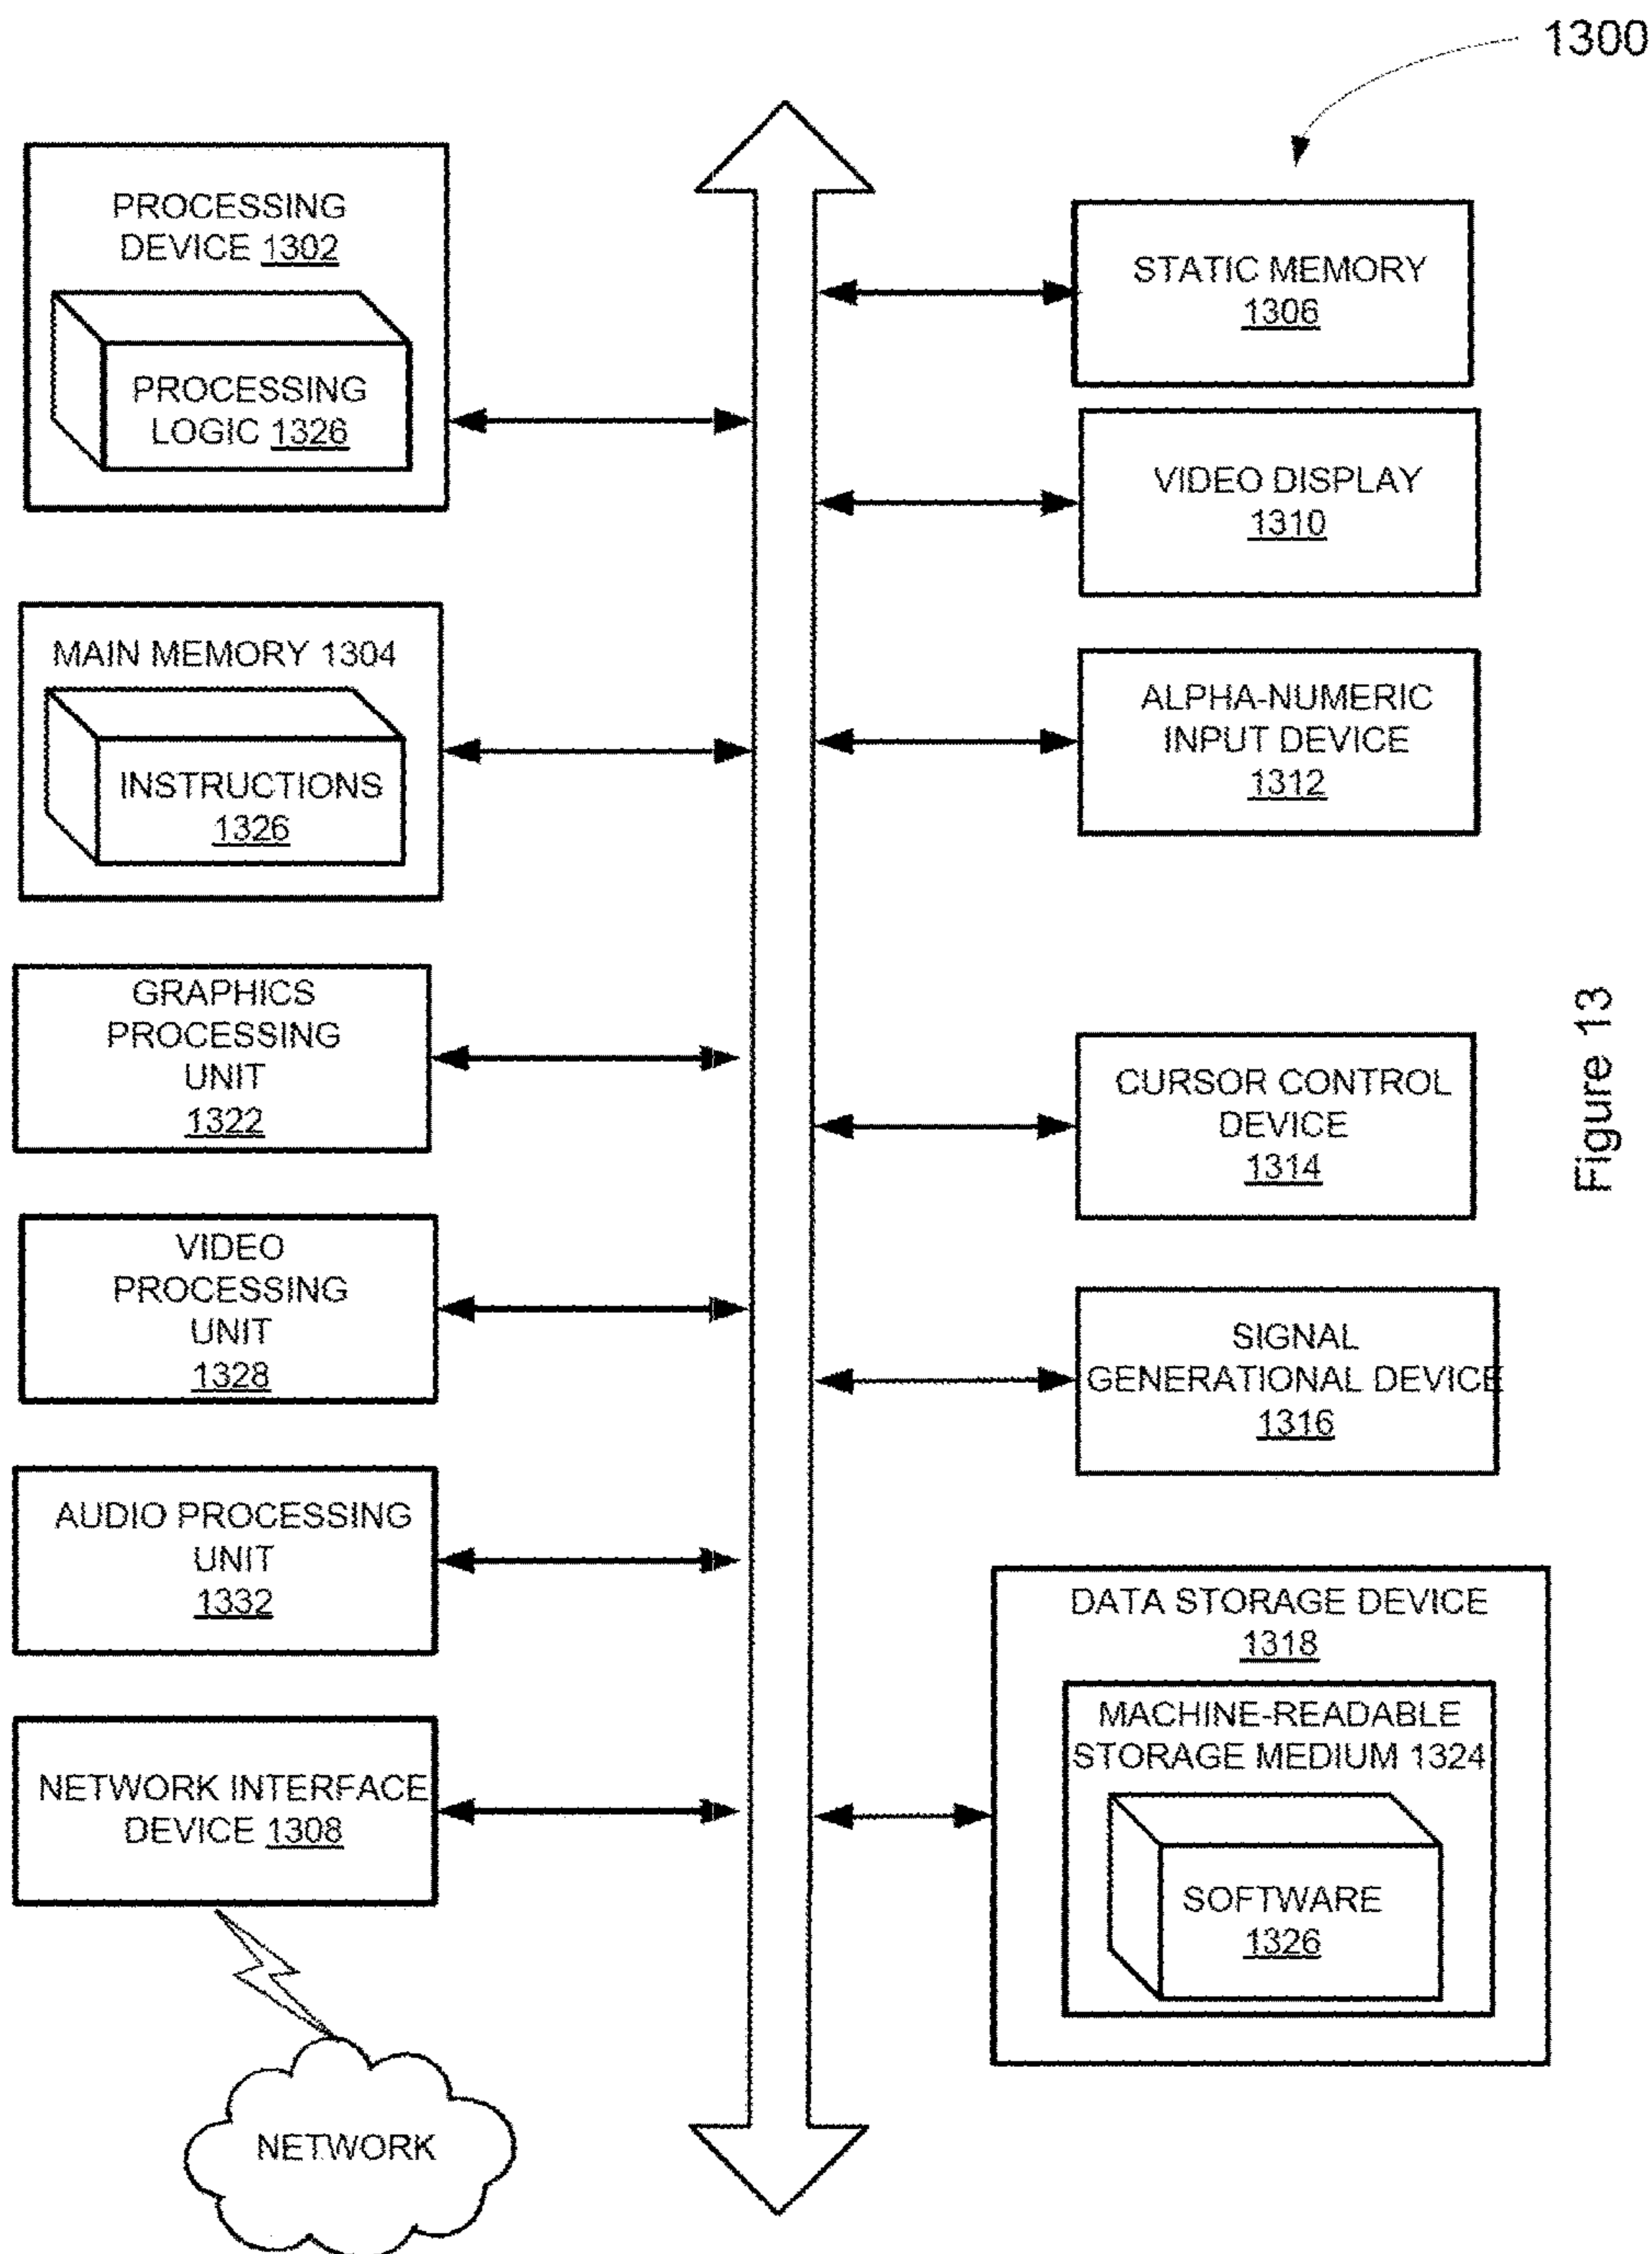 1300
PROCESSING
DEVICE 1302
PROCESSING
LOGIC 1326
MAIN MEMORY 1304
INSTRUCTIONS
1326
GRAPHICS
PROCESSING
UNIT
1322
VIDEO
PROCESSING
UNIT
1328
AUDIO PROCESSING
UNIT
1332
NETWORK INTERFACE
DEVICE 1308
NETWORK
STATIC MEMORY
1306
VIDEO DISPLAY
1310
ALPHA-NUMERIC
INPUT DEVICE
1312
CURSOR CONTROL
DEVICE
1314
SIGNAL
GENERATIONAL DEVICE
1316
DATA STORAGE DEVICE
1318
MACHINE-READABLE
STORAGE MEDIUM 1324
SOFTWARE
1326
Figure 13